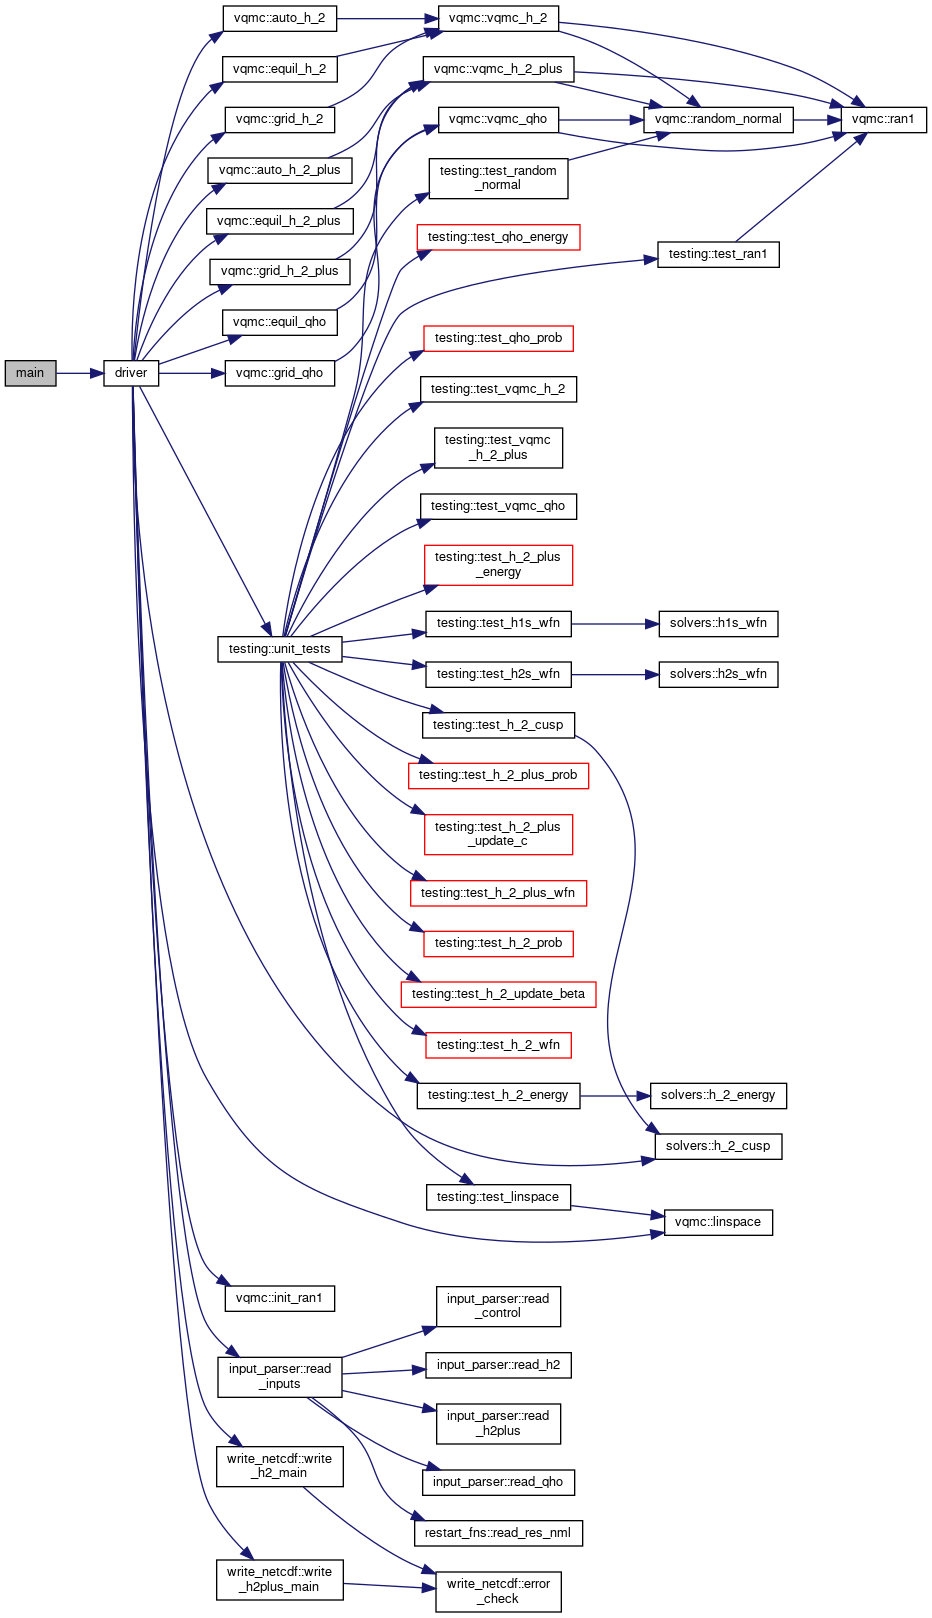 vqmc::auto_h_2
vqmc::vqmc_h_2
vqmc::equil_h_2
vqmc::vqmc_h_2_plus
vqmc::grid_h_2
vqmc::vqmc_qho
vqmc::random_normal
vqmc::ran1
vqmc::auto_h_2_plus
testing::test_random
_normal
vqmc::equil_h_2_plus
testing::test_qho_energy
testing::test_ran1
vqmc::grid_h_2_plus
vqmc::equil_qho
testing::test_qho_prob
main
driver
vqmc::grid_qho
testing::test_vqmc_h_2
testing::test_vqmc
_h_2_plus
testing::test_vqmc_qho
testing::test_h_2_plus
_energy
testing::test_h1s_wfn
solvers::h1s_wfn
testing::unit_tests
testing::test_h2s_wfn
solvers::h2s_wfn
testing::test_h_2_cusp
testing::test_h_2_plus_prob
testing::test_h_2_plus
_update_c
testing::test_h_2_plus_wfn
testing::test_h_2_prob
testing::test_h_2_update_beta
testing::test_h_2_wfn
testing::test_h_2_energy
solvers::h_2_energy
solvers::h_2_cusp
testing::test_linspace
vqmc::linspace
vqmc::init_ran1
input_parser::read
_control
input_parser::read
_inputs
input_parser::read_h2
input_parser::read
_h2plus
write_netcdf::write
_h2_main
input_parser::read_qho
restart_fns::read_res_nml
write_netcdf::write
_h2plus_main
write_netcdf::error
_check